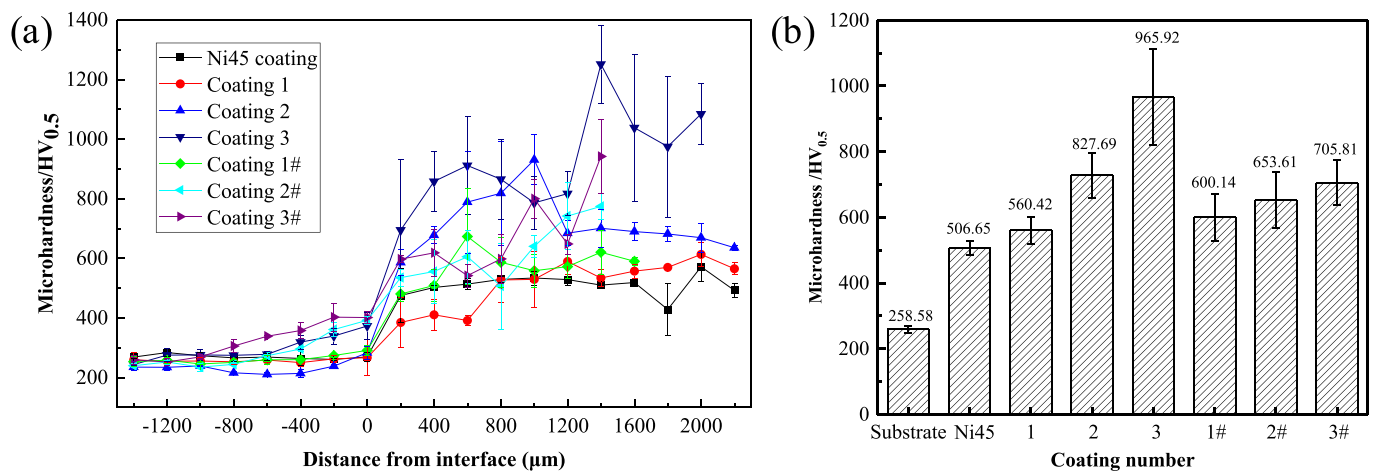 (a)
1400
1200
1000
800
600
400
200
Microhardness/HV0.5
Ni45 coating
Coating 1
Coating 2
Coating 3
Coating 1#
Coating 2#
Coating 3#
-1200 -800 -400 0 400 800 1200 1600 2000
Distance from interface (μm)
(b)
1200
1000
800
600
400
200
0
Microhardness /HV0.5
258.58
506.65
560.42
827.69
965.92
600.14
653.61
705.81
Substrate Ni45 1 2 3 1# 2# 3#
Coating number